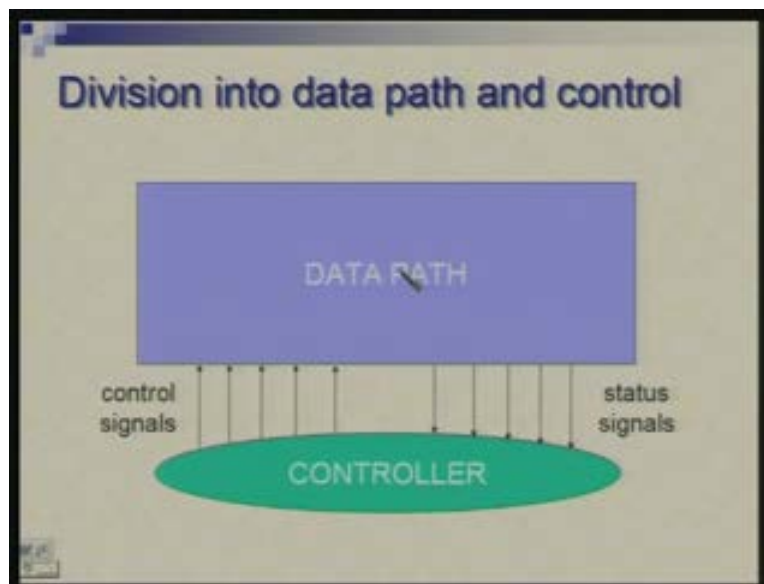 Division into data path and control
DATA PATH
control
signals
status
signals
CONTROLLER